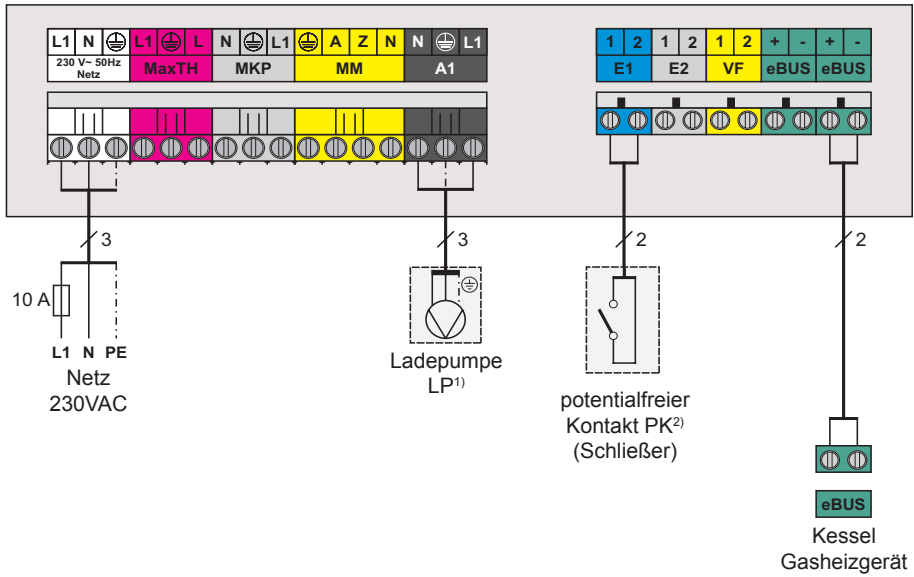 L1 N L1 L N L1 A Z N N L1
230 V~ 50Hz
Netz
MaxTH MKP MM A1
1 2 1 2 1 2 + - + -
E1 E2 VF eBUS eBUS
3
3
2
2
10 A
L1 N PE
Netz
230VAC
Ladepumpe
LP1)
potentialfreier
Kontakt PK2)
(Schließer)
eBUS
Kessel
Gasheizgerät